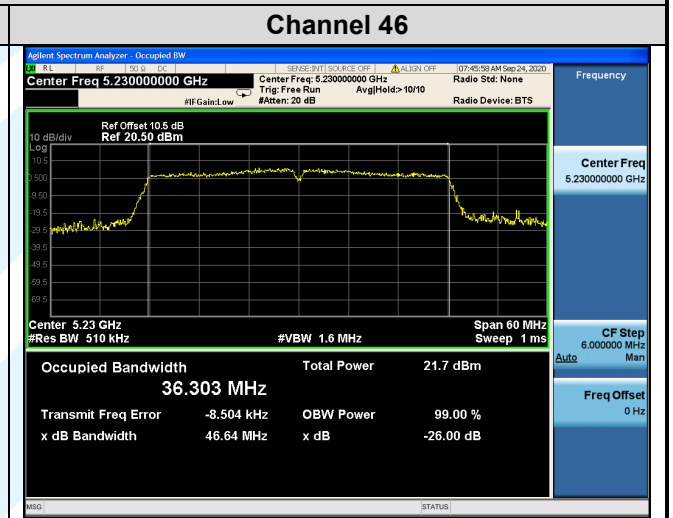 Channel 46
Agilent Spectrum Analyzer - Occupied BW
RL RF 50 Ω DC SENSE:INT SOURCE OFF ALIGN OFF 07:45:58 AM Sep 24, 2020
Center Freq 5.230000000 GHz
Center Freq: 5.230000000 GHz
Radio Std: None
Trig: Free Run Avg|Hold:> 10/10
#IFGain:Low #Atten: 20 dB Radio Device: BTS
Frequency
Ref Offset 10.5 dB
10 dB/div Ref 20.50 dBm
Log
10.5
0.500
-9.50
-19.5
-29.5
-39.5
-49.5
-59.5
-69.5
Center 5.23 GHz Span 60 MHz
#Res BW 510 kHz #VBW 1.6 MHz Sweep 1 ms
Occupied Bandwidth Total Power 21.7 dBm
36.303 MHz
Transmit Freq Error -8.504 kHz OBW Power 99.00 %
x dB Bandwidth 46.64 MHz x dB -26.00 dB
Center Freq
5.230000000 GHz
CF Step
6.000000 MHz
Auto Man
Freq Offset
0 Hz
MSG STATUS